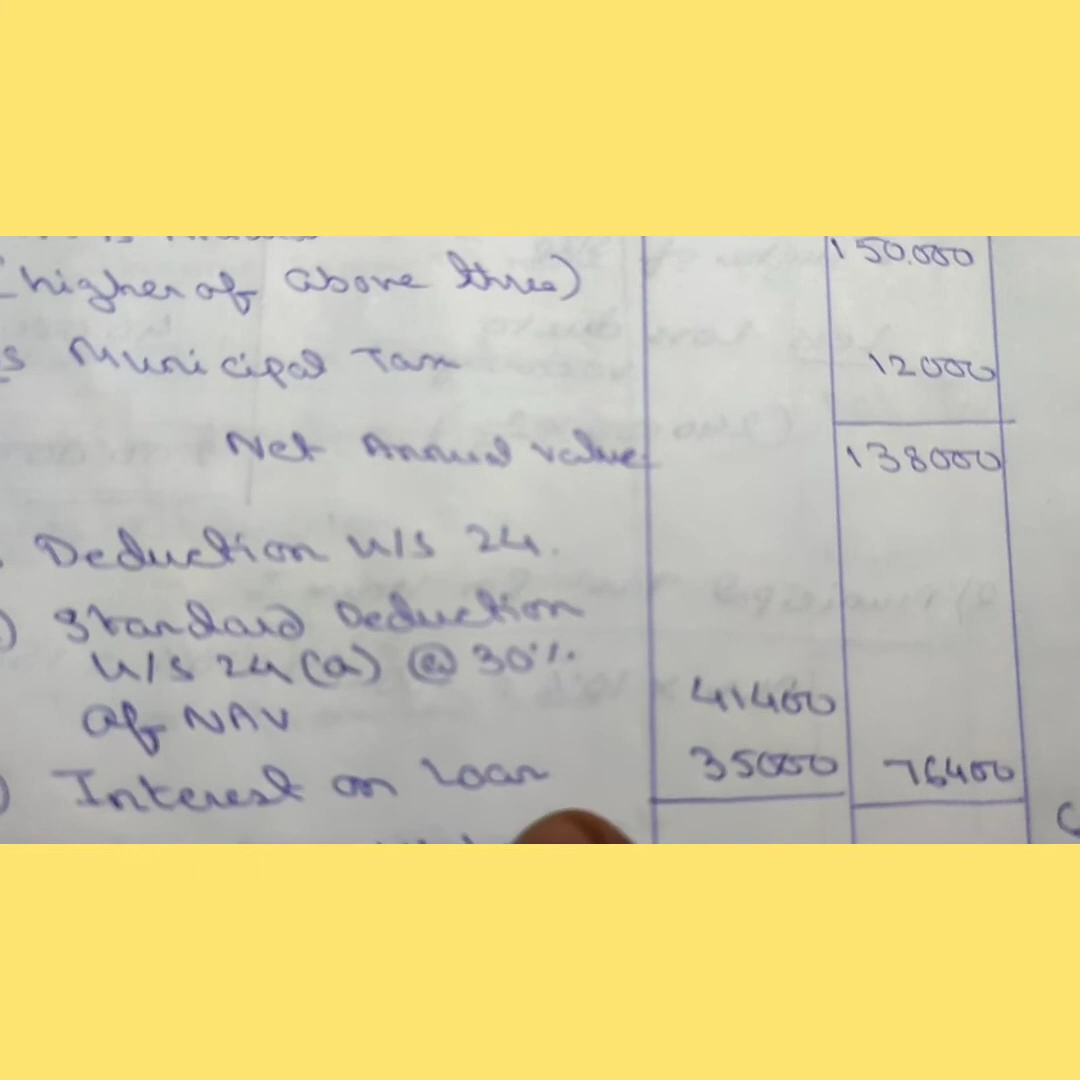 150.000
(higher of above three)
s Municipal Tax 12000
Net Annual value 138000
Deduction u/s 24.
) Standard Deduction
u/s 24(a) @ 30%.
of NAV 41400
) Interest on Loan 35000 76400